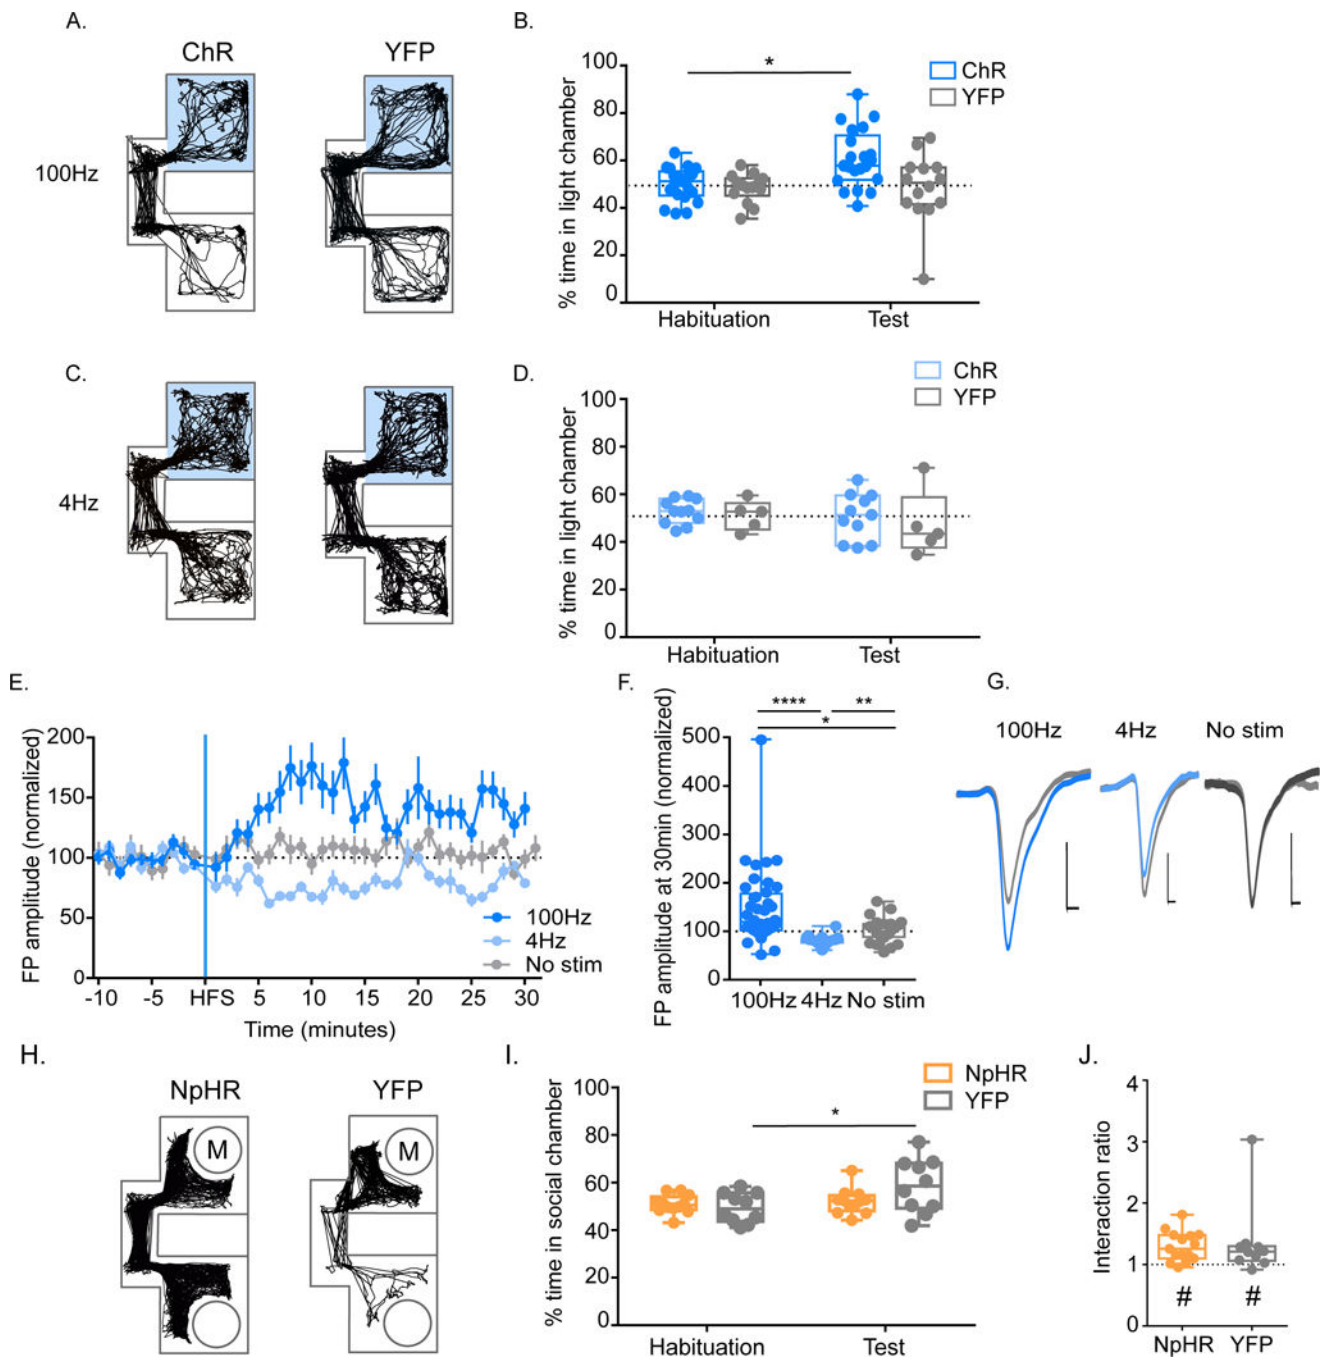 A.
ChR YFP
100Hz
B.
% time in light chamber
100
80
60
40
20
0
*
ChR
YFP
Habituation Test
C.
4Hz
D.
% time in light chamber
100
80
60
40
20
0
ChR
YFP
Habituation Test
E.
FP amplitude (normalized)
200
150
100
50
0
100Hz
4Hz
No stim
-10 -5 HFS 5 10 15 20 25 30
Time (minutes)
F.
FP amplitude at 30min (normalized)
**** **
*
500
400
300
200
150
100
50
0
100Hz 4Hz No stim
G.
100Hz 4Hz No stim
H.
NpHR YFP
M M
I.
% time in social chamber
100
80
60
40
20
0
*
NpHR
YFP
Habituation Test
J.
Interaction ratio
4
3
2
1
0
# #
NpHR YFP